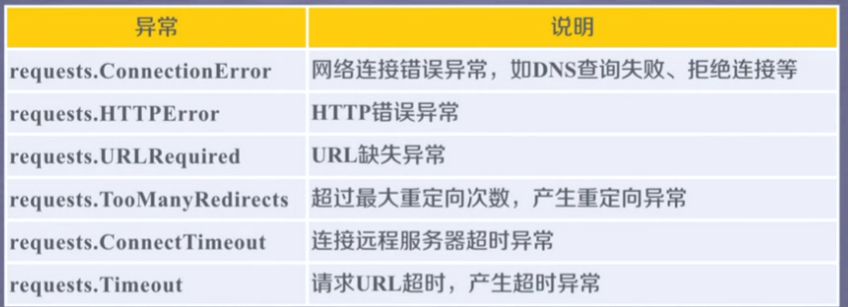 异常 说明
requests.ConnectionError 网络连接错误异常，如DNS查询失败、拒绝连接等
requests.HTTPError HTTP错误异常
requests.URLRequired URL缺失异常
requests.TooManyRedirects 超过最大重定向次数，产生重定向异常
requests.ConnectTimeout 连接远程服务器超时异常
requests.Timeout 请求URL超时，产生超时异常